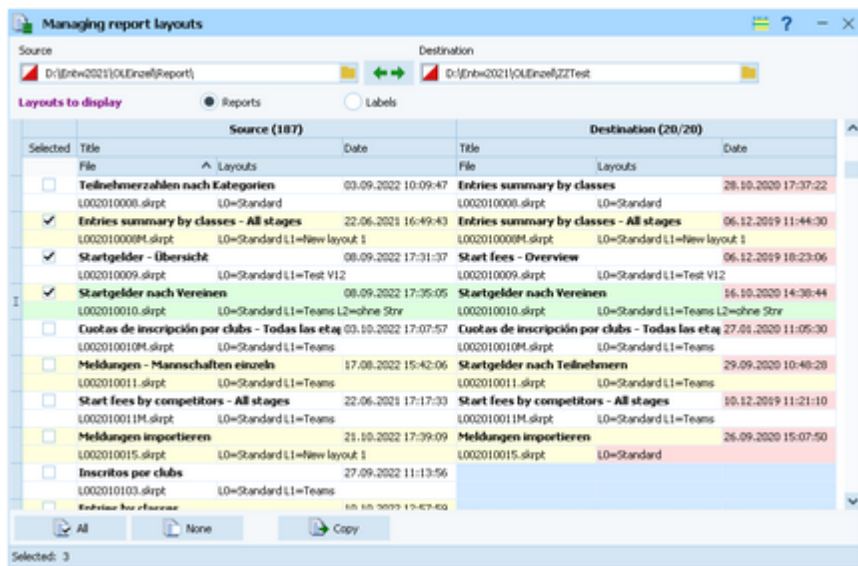 Managing report layouts
Source Destination
D:\Entw2021\OLEinzel\Report\ D:\Entw2021\OLEinzel\ZZTest
Layouts to display Reports Labels
Source (187) Destination (20/20)
Selected Title Date Title Date
File Layouts File Layouts
Teilnehmerzahlen nach Kategorien 03.09.2022 10:09:47 Entries summary by classes 28.10.2020 17:37:22
L002010008.skrpt L0=Standard L002010008.skrpt L0=Standard
Entries summary by classes - All stages 22.06.2021 16:49:43 Entries summary by classes - All stages 06.12.2019 11:44:30
L002010008M.skrpt L0=Standard L1=New layout 1 L002010008M.skrpt L0=Standard L1=New layout 1
Startgelder - Übersicht 08.09.2022 17:31:37 Start fees - Overview 06.12.2019 18:23:06
L002010009.skrpt L0=Standard L1=Test V12 L002010009.skrpt L0=Standard L1=Test V12
Startgelder nach Vereinen 08.09.2022 17:35:05 Startgelder nach Vereinen 16.10.2020 14:38:44
L002010010.skrpt L0=Standard L1=Teams L2=ohne Stnr L002010010.skrpt L0=Standard L1=Teams L2=ohne Stnr
Cuotas de inscripción por clubs - Todas las etap 03.10.2022 17:07:57 Cuotas de inscripción por clubs - Todas las etap 27.01.2020 11:05:30
L002010010M.skrpt L0=Standard L1=Teams L002010010M.skrpt L0=Standard L1=Teams
Meldungen - Mannschaften einzeln 17.08.2022 15:42:06 Startgelder nach Teilnehmern 29.09.2020 10:48:28
L002010011.skrpt L0=Standard L1=Teams L002010011.skrpt L0=Standard L1=Teams
Start fees by competitors - All stages 22.06.2021 17:17:33 Start fees by competitors - All stages 10.12.2019 11:21:10
L002010011M.skrpt L0=Standard L1=Teams L002010011M.skrpt L0=Standard L1=Teams
Meldungen importieren 21.10.2022 17:39:09 Meldungen importieren 26.09.2020 15:07:50
L002010015.skrpt L0=Standard L1=New layout 1 L002010015.skrpt L0=Standard
Inscritos por clubs 27.09.2022 11:13:56
L002010103.skrpt L0=Standard L1=Teams
Entries by classes 10.10.2022 12:57:59
All None Copy
Selected: 3